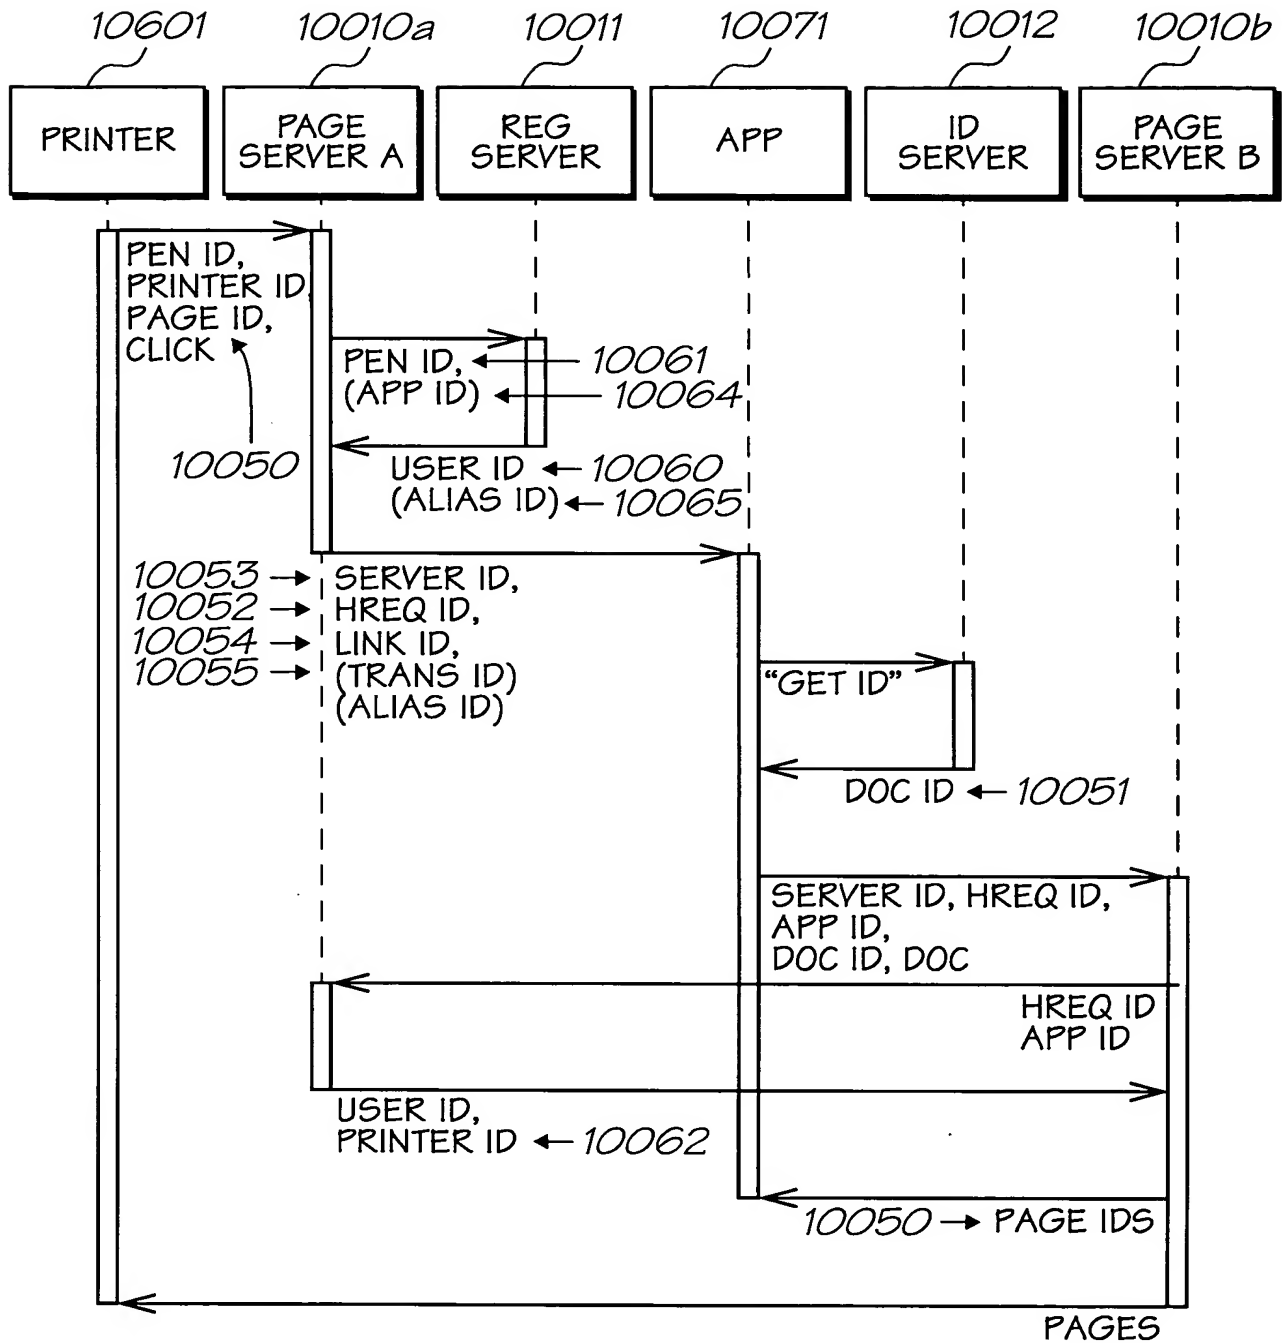 10601
10010a
10011
10071
10012
10010b
PRINTER
PAGE
SERVER A
REG
SERVER
APP
ID
SERVER
PAGE
SERVER B
PEN ID,
PRINTER ID,
PAGE ID,
CLICK
10050
PEN ID,
10061
(APP ID)
10064
USER ID
10060
(ALIAS ID)
10065
10053
SERVER ID,
10052
HREQ ID,
10054
LINK ID,
10055
(TRANS ID)
(ALIAS ID)
“GET ID”
DOC ID
10051
SERVER ID, HREQ ID,
APP ID,
DOC ID, DOC
HREQ ID
APP ID
USER ID,
PRINTER ID
10062
10050
PAGE IDS
PAGES